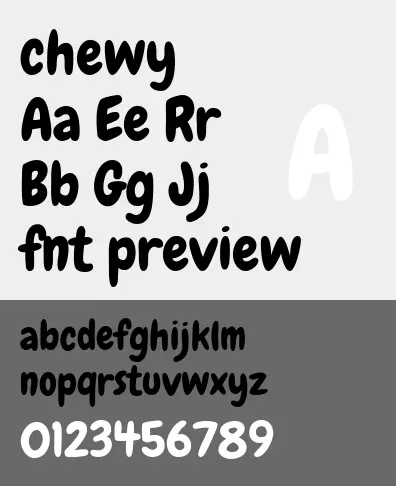 chewy
Aa Ee Rr
Bb Gg Jj
fnt preview
A
abcdefghijklm
nopqrstuvwxyz
0123456789